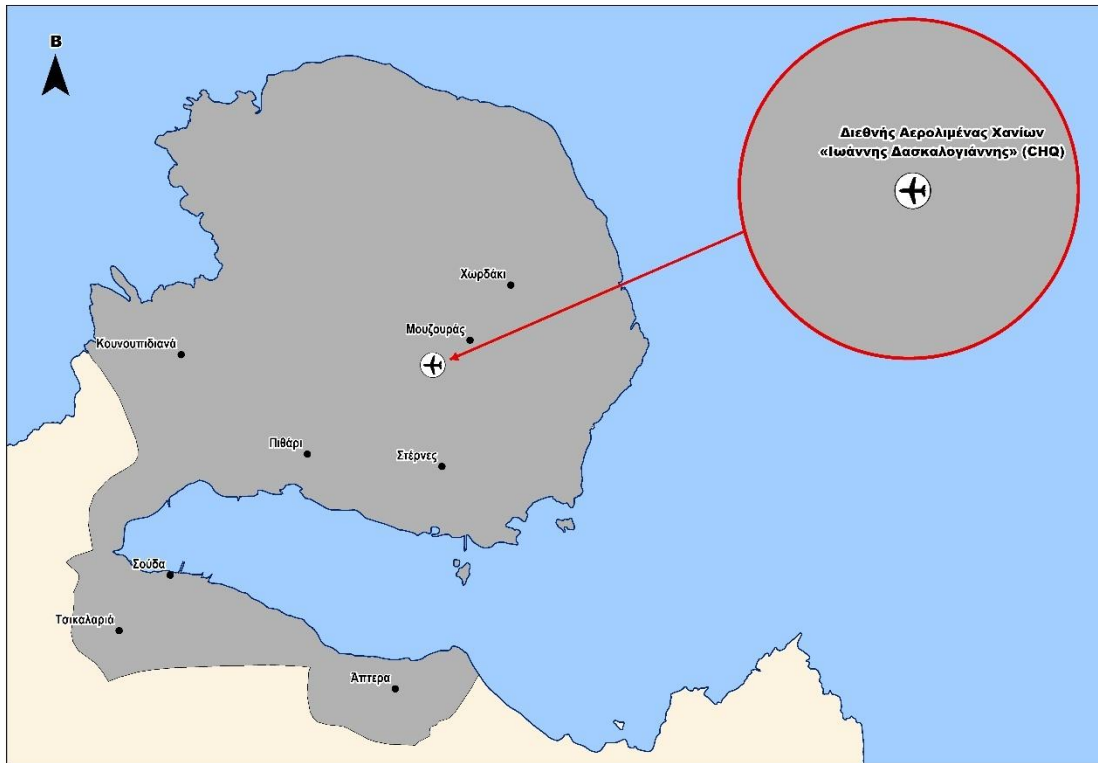 Β
Διεθνής Αερολιμένας Χανίων
«Ιωάννης Δασκαλογιάννης» (CHQ)
Χωρδάκι
Μουζουράς
Κουνουπιδιανά
Πιθάρι
Στέρνες
Σούδα
Τσικαλαριά
Άπτερα